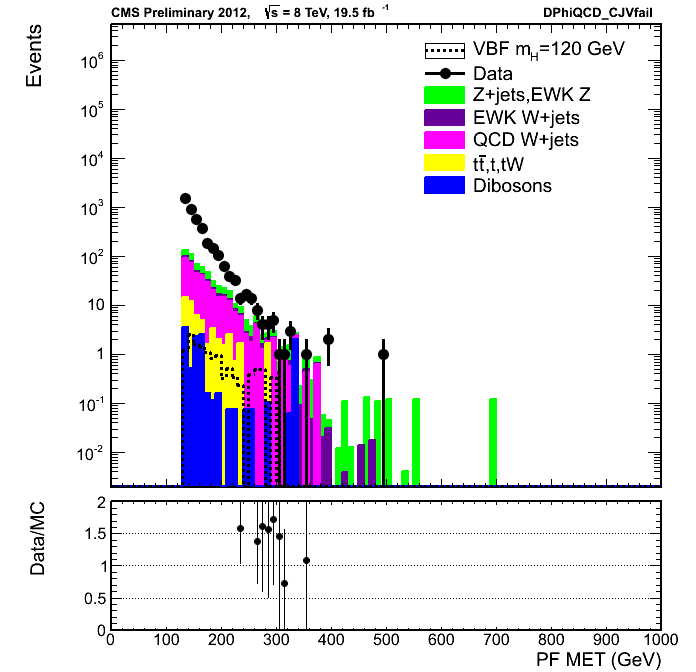 CMS Preliminary 2012, √s = 8 TeV, 19.5 fb⁻¹ DPhiQCD_CJVfail
Events
VBF m_H=120 GeV
Data
Z+jets,EWK Z
EWK W+jets
QCD W+jets
tt̄,t,tW
Dibosons
10⁶
10⁵
10⁴
10³
10²
10
1
10⁻¹
10⁻²
Data/MC
2
1.5
1
0.5
0
0 100 200 300 400 500 600 700 800 900 1000
PF MET (GeV)